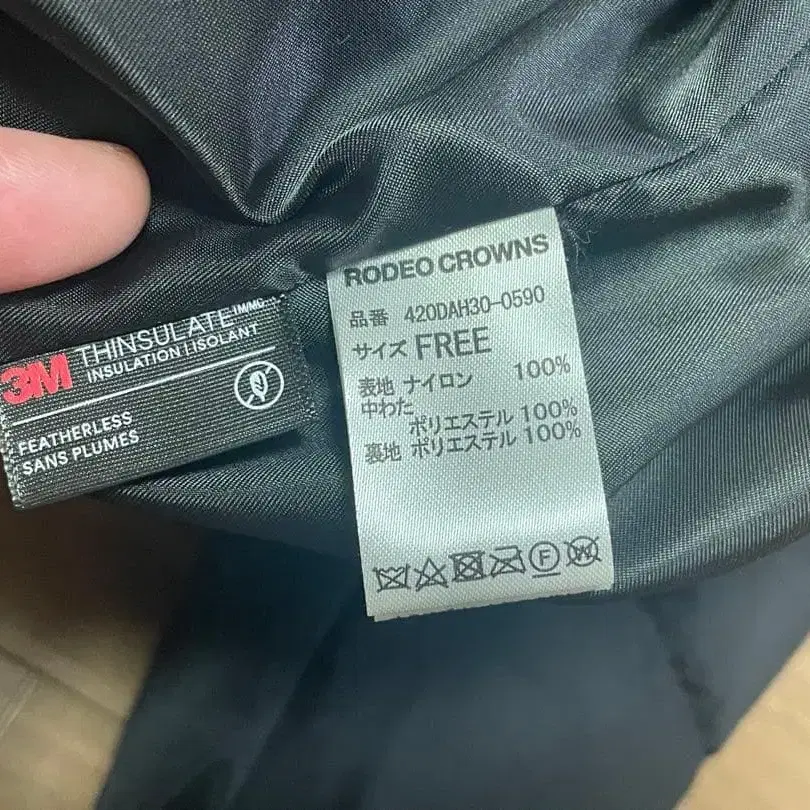 3M THINSULATE TM/MC
INSULATION | ISOLANT
FEATHERLESS
SANS PLUMES
RODEO CROWNS
品番 420DAH30-0590
サイズ FREE
表地 ナイロン 100%
中わた
ポリエステル 100%
裏地 ポリエステル 100%
F
W